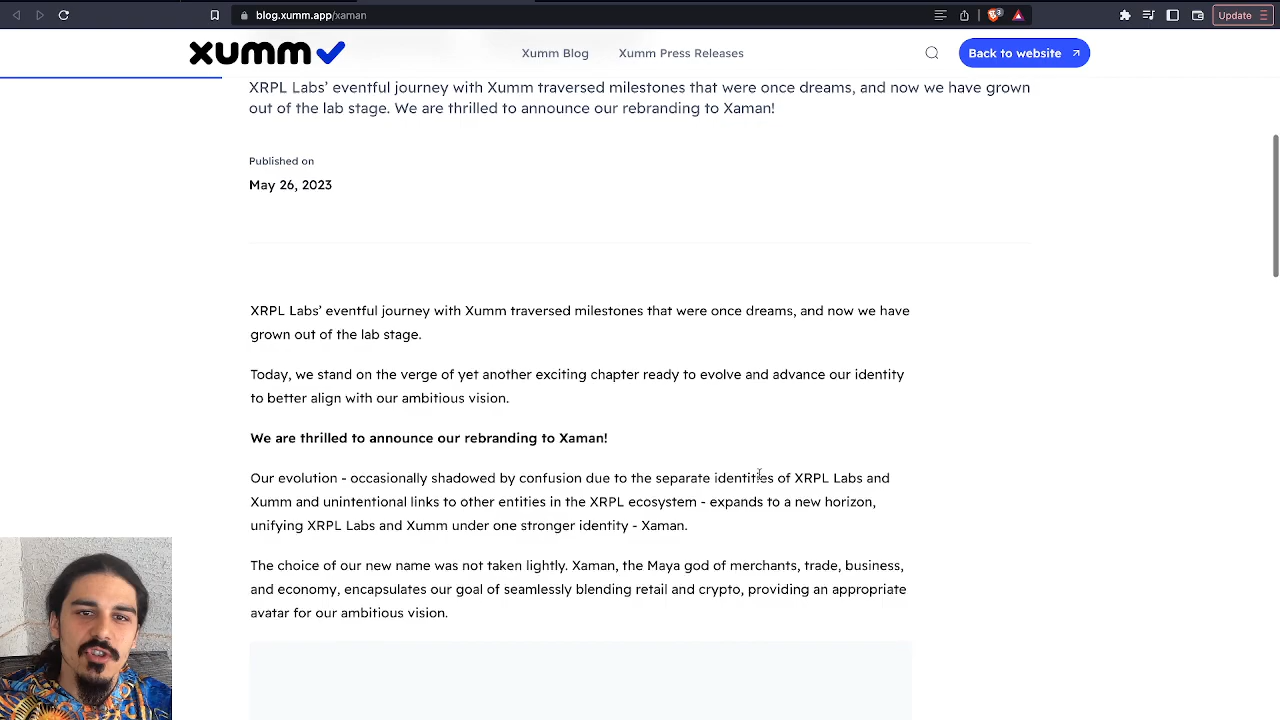 blog.xumm.app/xaman
3
Update
xumm
Xumm Blog
Xumm Press Releases
Back to website
XRPL Labs’ eventful journey with Xumm traversed milestones that were once dreams, and now we have grown
out of the lab stage. We are thrilled to announce our rebranding to Xaman!
Published on
May 26, 2023
XRPL Labs’ eventful journey with Xumm traversed milestones that were once dreams, and now we have
grown out of the lab stage.
Today, we stand on the verge of yet another exciting chapter ready to evolve and advance our identity
to better align with our ambitious vision.
We are thrilled to announce our rebranding to Xaman!
Our evolution - occasionally shadowed by confusion due to the separate identities of XRPL Labs and
Xumm and unintentional links to other entities in the XRPL ecosystem - expands to a new horizon,
unifying XRPL Labs and Xumm under one stronger identity - Xaman.
The choice of our new name was not taken lightly. Xaman, the Maya god of merchants, trade, business,
and economy, encapsulates our goal of seamlessly blending retail and crypto, providing an appropriate
avatar for our ambitious vision.